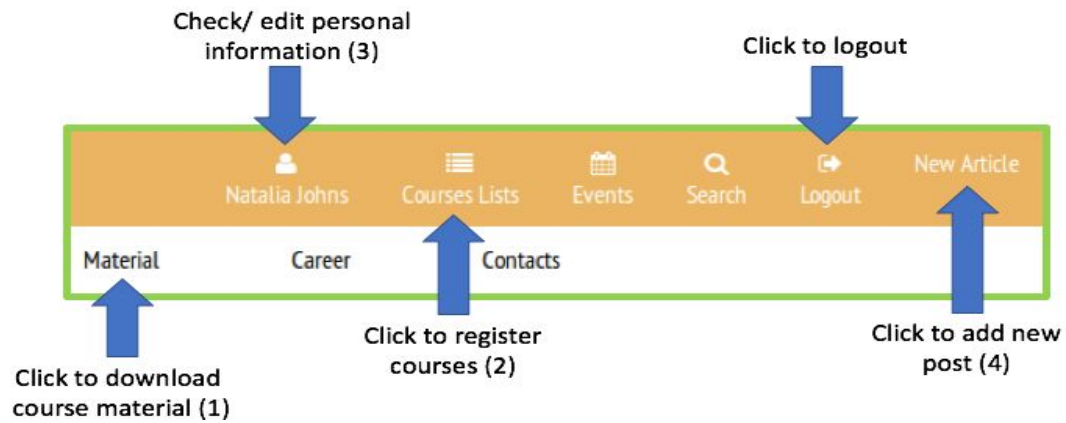 Check/ edit personal
information (3)
Click to logout
Natalia Johns
Courses Lists
Events
Search
Logout
New Article
Material
Career
Contacts
Click to register
courses (2)
Click to add new
post (4)
Click to download
course material (1)